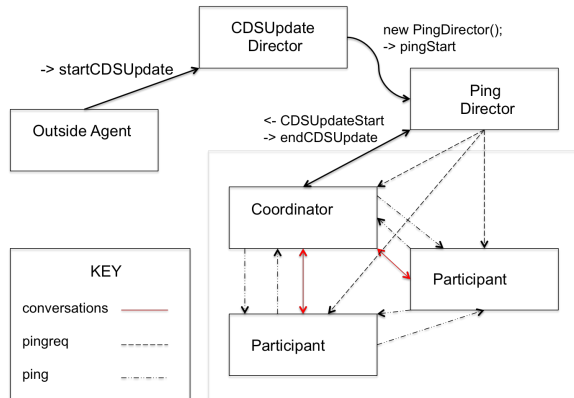 CDSUpdate
Director
new PingDirector();
-> pingStart
-> startCDSUpdate
Ping
Director
<- CDSUpdateStart
-> endCDSUpdate
Outside Agent
Coordinator
KEY
Participant
conversations
pingreq
Participant
ping